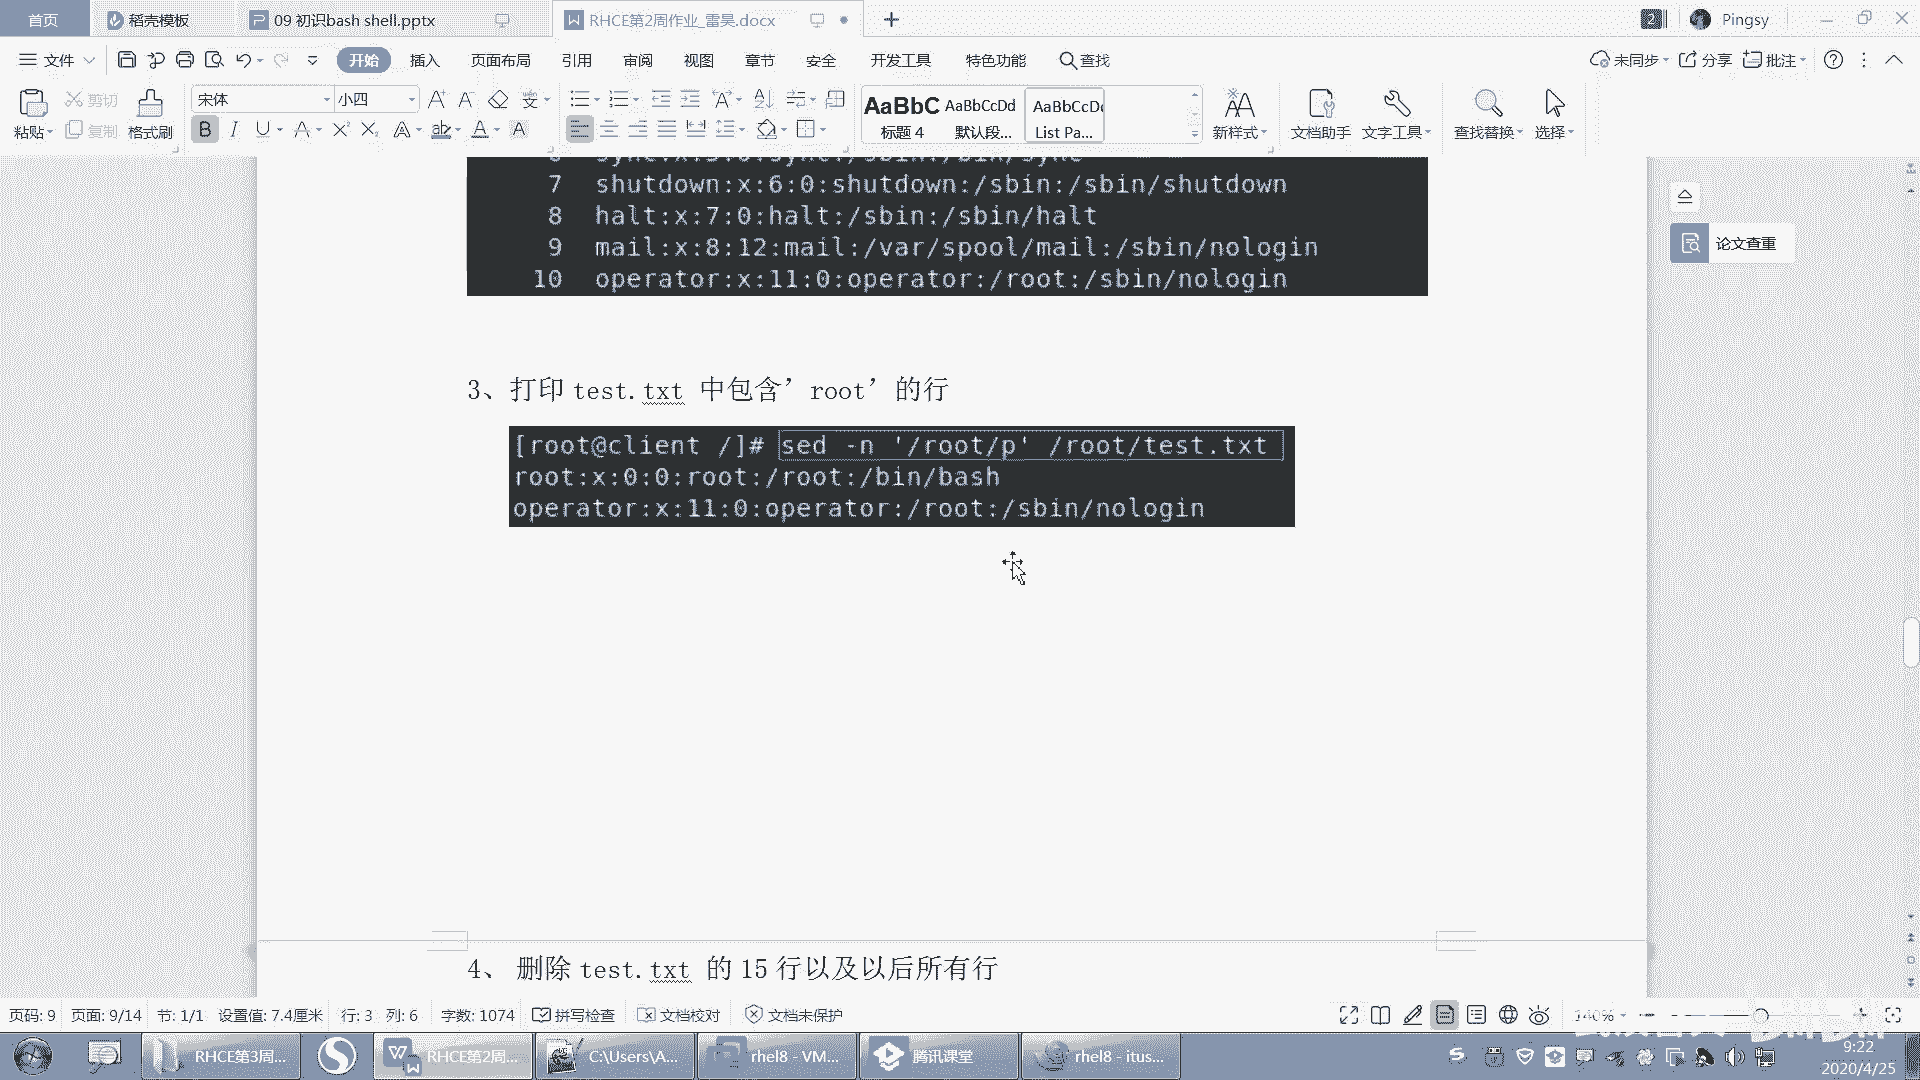 首页
稻壳模板
09 初识bash shell.pptx
RHCE第2周作业_雷昊.docx
2
Pingsy
文件
开始
插入
页面布局
引用
审阅
视图
章节
安全
开发工具
特色功能
查找
未同步
分享
批注
粘贴
剪切
复制
格式刷
宋体
小四
AaBbC
标题 4
AaBbCcDd
默认段...
AaBbCcD
List Pa...
新样式
文档助手
文字工具
查找替换
选择
论文查重
6 sync:x:5:0:sync:/sbin:/bin/sync
7 shutdown:x:6:0:shutdown:/sbin:/sbin/shutdown
8 halt:x:7:0:halt:/sbin:/sbin/halt
9 mail:x:8:12:mail:/var/spool/mail:/sbin/nologin
10 operator:x:11:0:operator:/root:/sbin/nologin
3、打印 test.txt 中包含’root’的行
[root@client /]# sed -n '/root/p' /root/test.txt
root:x:0:0:root:/root:/bin/bash
operator:x:11:0:operator:/root:/sbin/nologin
4、 删除 test.txt 的 15 行以及以后所有行
页码: 9 页面: 9/14 节: 1/1 设置值: 7.4厘米 行: 3 列: 6 字数: 1074 拼写检查 文档校对 文档未保护
140%
RHCE第3周...
RHCE第2周...
C:\Users\A...
rhel8 - VM...
腾讯课堂
rhel8 - itus...
9:22
2020/4/25